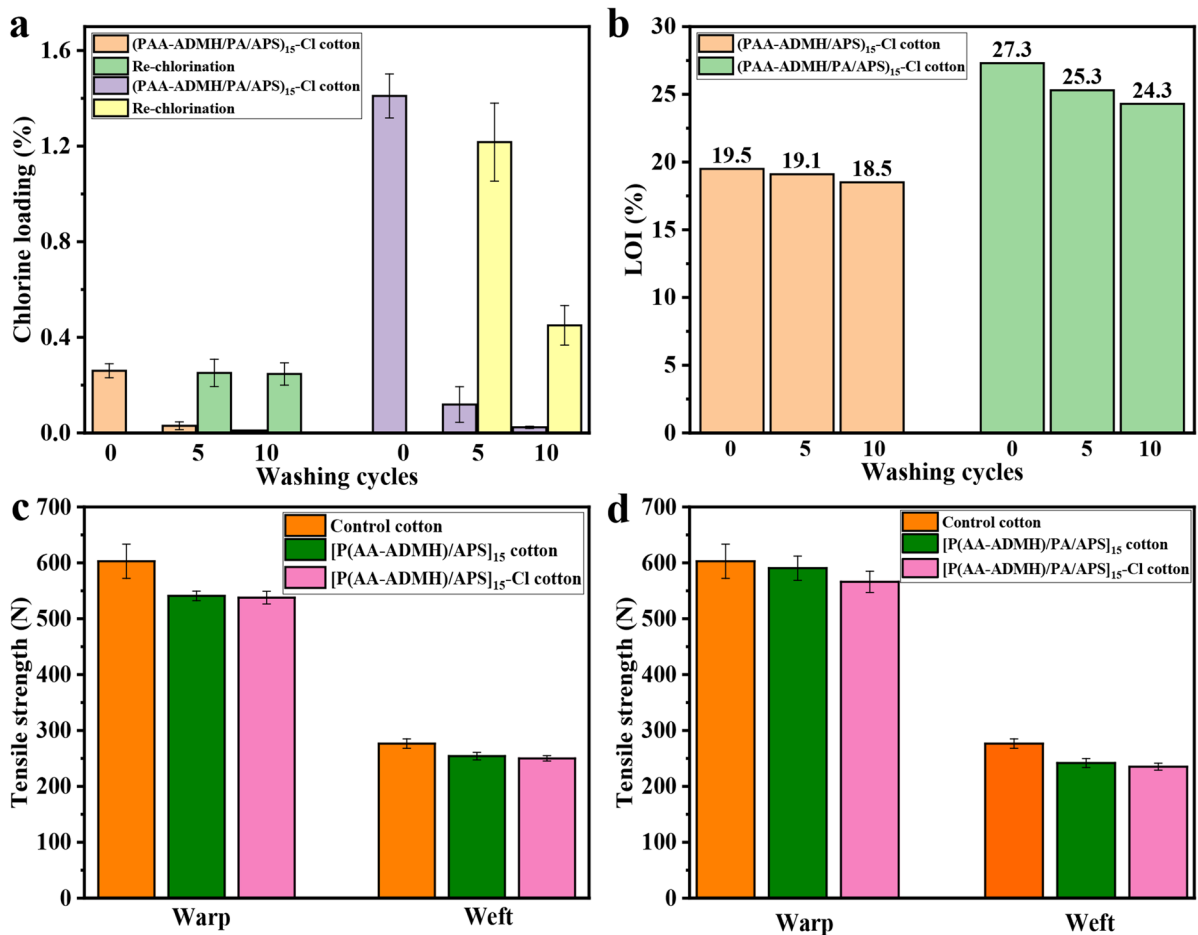 a
(PAA-ADMH/PA/APS)₁₅-Cl cotton
Re-chlorination
(PAA-ADMH/PA/APS)₁₅-Cl cotton
Re-chlorination
Chlorine loading (%)
1.6
1.2
0.8
0.4
0.0
0 5 10 0 5 10
Washing cycles
b
(PAA-ADMH/APS)₁₅-Cl cotton
(PAA-ADMH/PA/APS)₁₅-Cl cotton
LOI (%)
30
25
20
15
10
5
0
19.5 19.1 18.5 27.3 25.3 24.3
0 5 10 0 5 10
Washing cycles
c
Control cotton
[P(AA-ADMH)/APS]₁₅ cotton
[P(AA-ADMH)/APS]₁₅-Cl cotton
Tensile strength (N)
700
600
500
400
300
200
100
0
Warp Weft
d
Control cotton
[P(AA-ADMH)/PA/APS]₁₅ cotton
[P(AA-ADMH)/PA/APS]₁₅-Cl cotton
Tensile strength (N)
700
600
500
400
300
200
100
0
Warp Weft